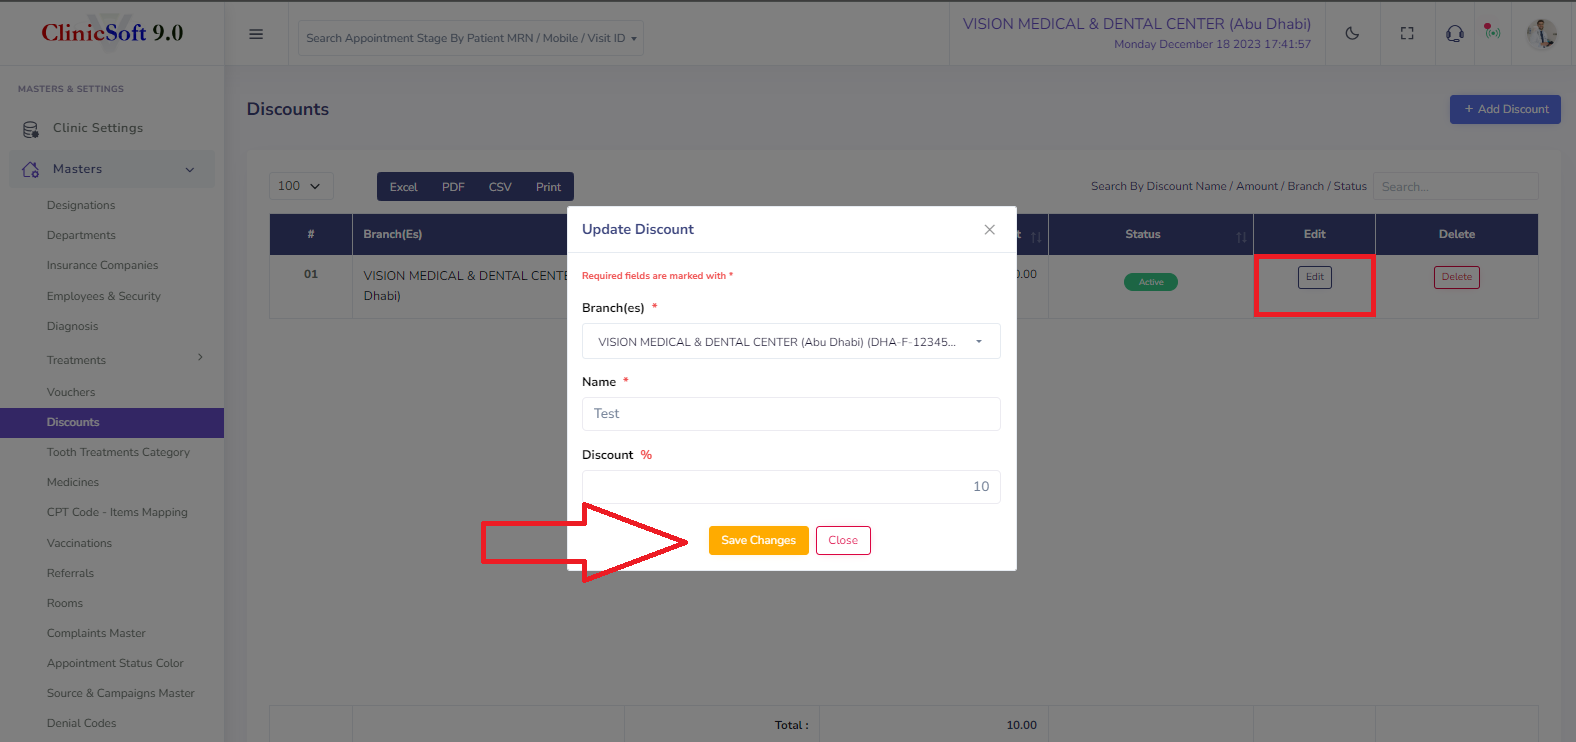 ClinicSoft 9.0
Search Appointment Stage By Patient MRN / Mobile / Visit ID
VISION MEDICAL & DENTAL CENTER (Abu Dhabi)
Monday December 18 2023 17:41:57
MASTERS & SETTINGS
Clinic Settings
Masters
Designations
Departments
Insurance Companies
Employees & Security
Diagnosis
Treatments
Vouchers
Discounts
Tooth Treatments Category
Medicines
CPT Code - Items Mapping
Vaccinations
Referrals
Rooms
Complaints Master
Appointment Status Color
Source & Campaigns Master
Denial Codes
Discounts
+ Add Discount
100
Excel PDF CSV Print
Search By Discount Name / Amount / Branch / Status
Search...
# Branch(Es) t Status Edit Delete
01 VISION MEDICAL & DENTAL CENTE 0.00 Active Edit Delete
Dhabi)
Total : 10.00
Update Discount
Required fields are marked with *
Branch(es) *
VISION MEDICAL & DENTAL CENTER (Abu Dhabi) (DHA-F-12345...
Name *
Test
Discount %
10
Save Changes Close